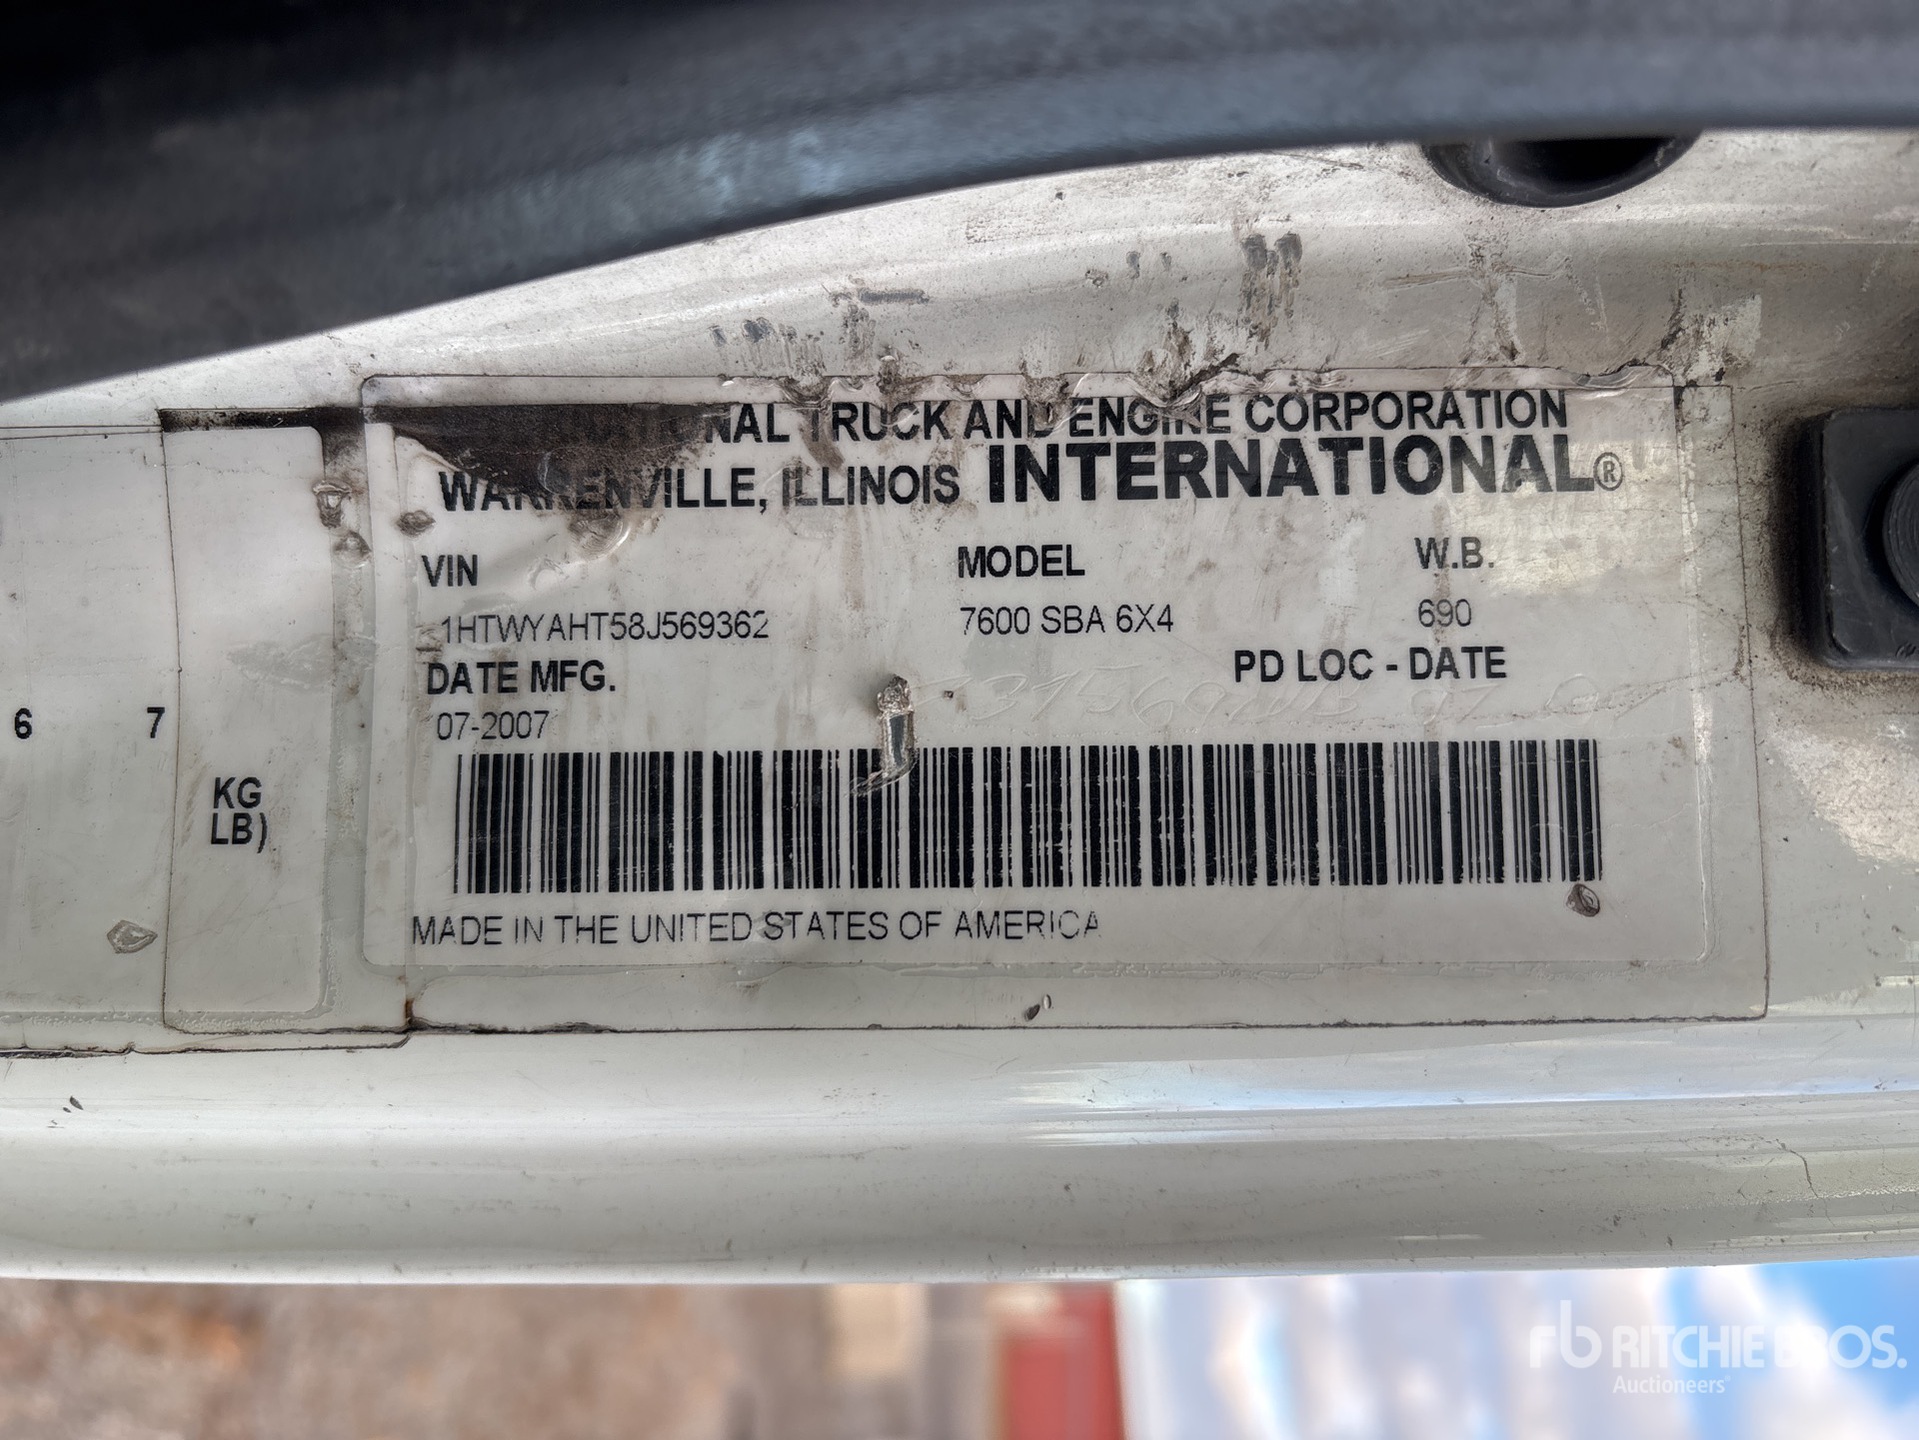 NAL TRUCK AND ENGINE CORPORATION
WARRENVILLE, ILLINOIS INTERNATIONAL®
VIN MODEL W.B.
1HTWYAHT58J569362 7600 SBA 6X4 690
DATE MFG. PD LOC - DATE
07-2007
6 7
KG
LB)
MADE IN THE UNITED STATES OF AMERICA
rb RITCHIE BROS.
Auctioneers